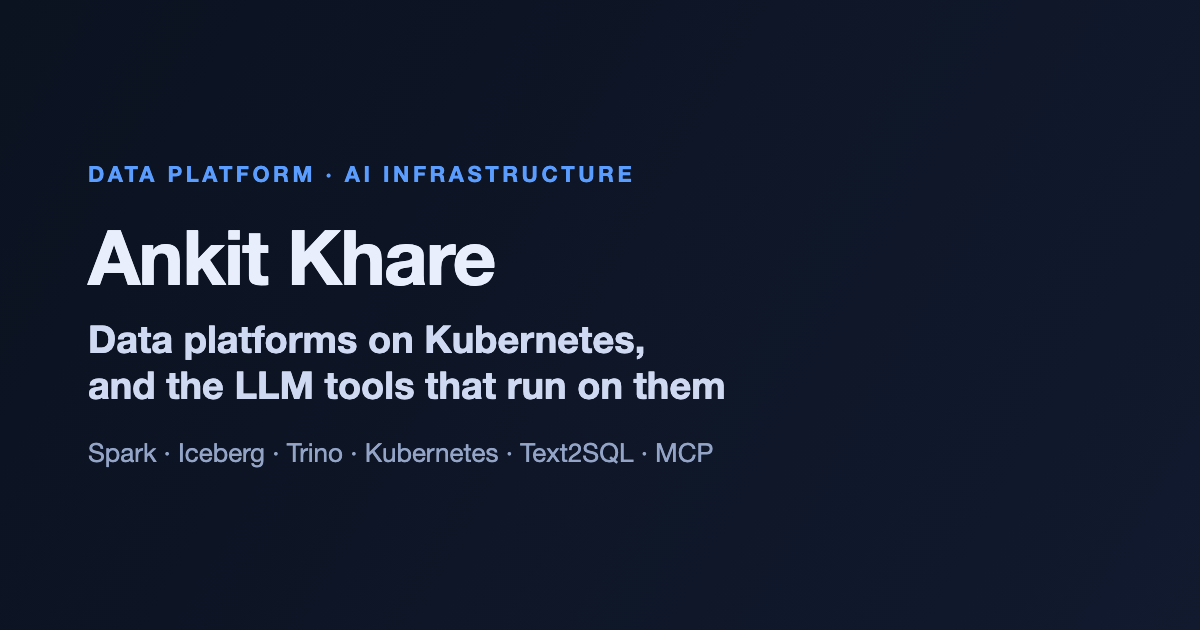 DATA PLATFORM · AI INFRASTRUCTURE
Ankit Khare
Data platforms on Kubernetes,
and the LLM tools that run on them
Spark · Iceberg · Trino · Kubernetes · Text2SQL · MCP